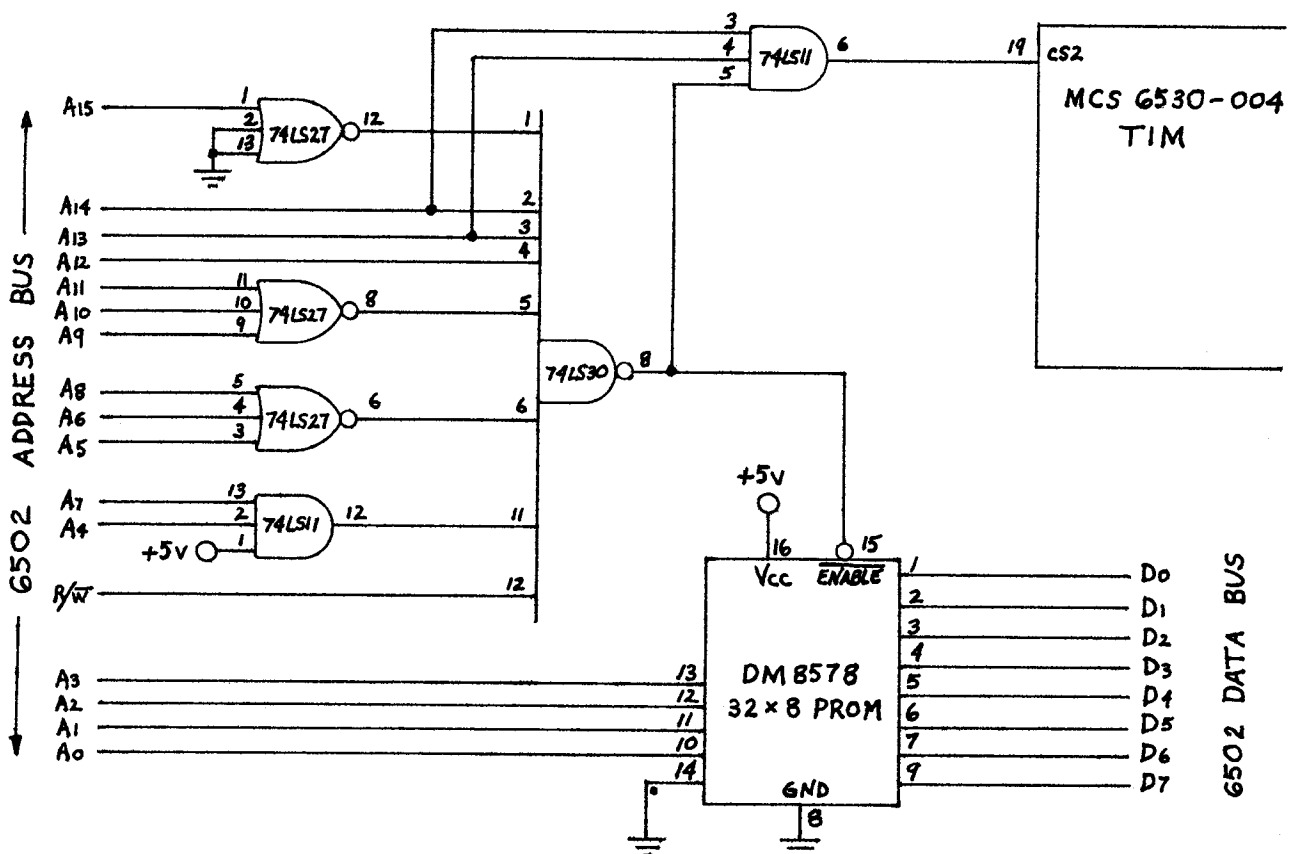 3
4
5
74LS11
6
19
CS2
MCS 6530-004
TIM
A15
1
2
13
74LS27
12
1
A14
2
A13
3
A12
4
A11
11
A10
10
A9
9
74LS27
8
5
74LS30
8
A8
5
A6
4
A5
3
74LS27
6
6
A7
13
A4
2
+5V
1
74LS11
12
11
R/W̅
12
6502 ADDRESS BUS
+5V
16
15
VCC
E̅N̅A̅B̅L̅E̅
DM8578
32×8 PROM
GND
8
A3
13
A2
12
A1
11
A0
10
14
1
D0
2
D1
3
D2
4
D3
5
D4
6
D5
7
D6
9
D7
6502 DATA BUS